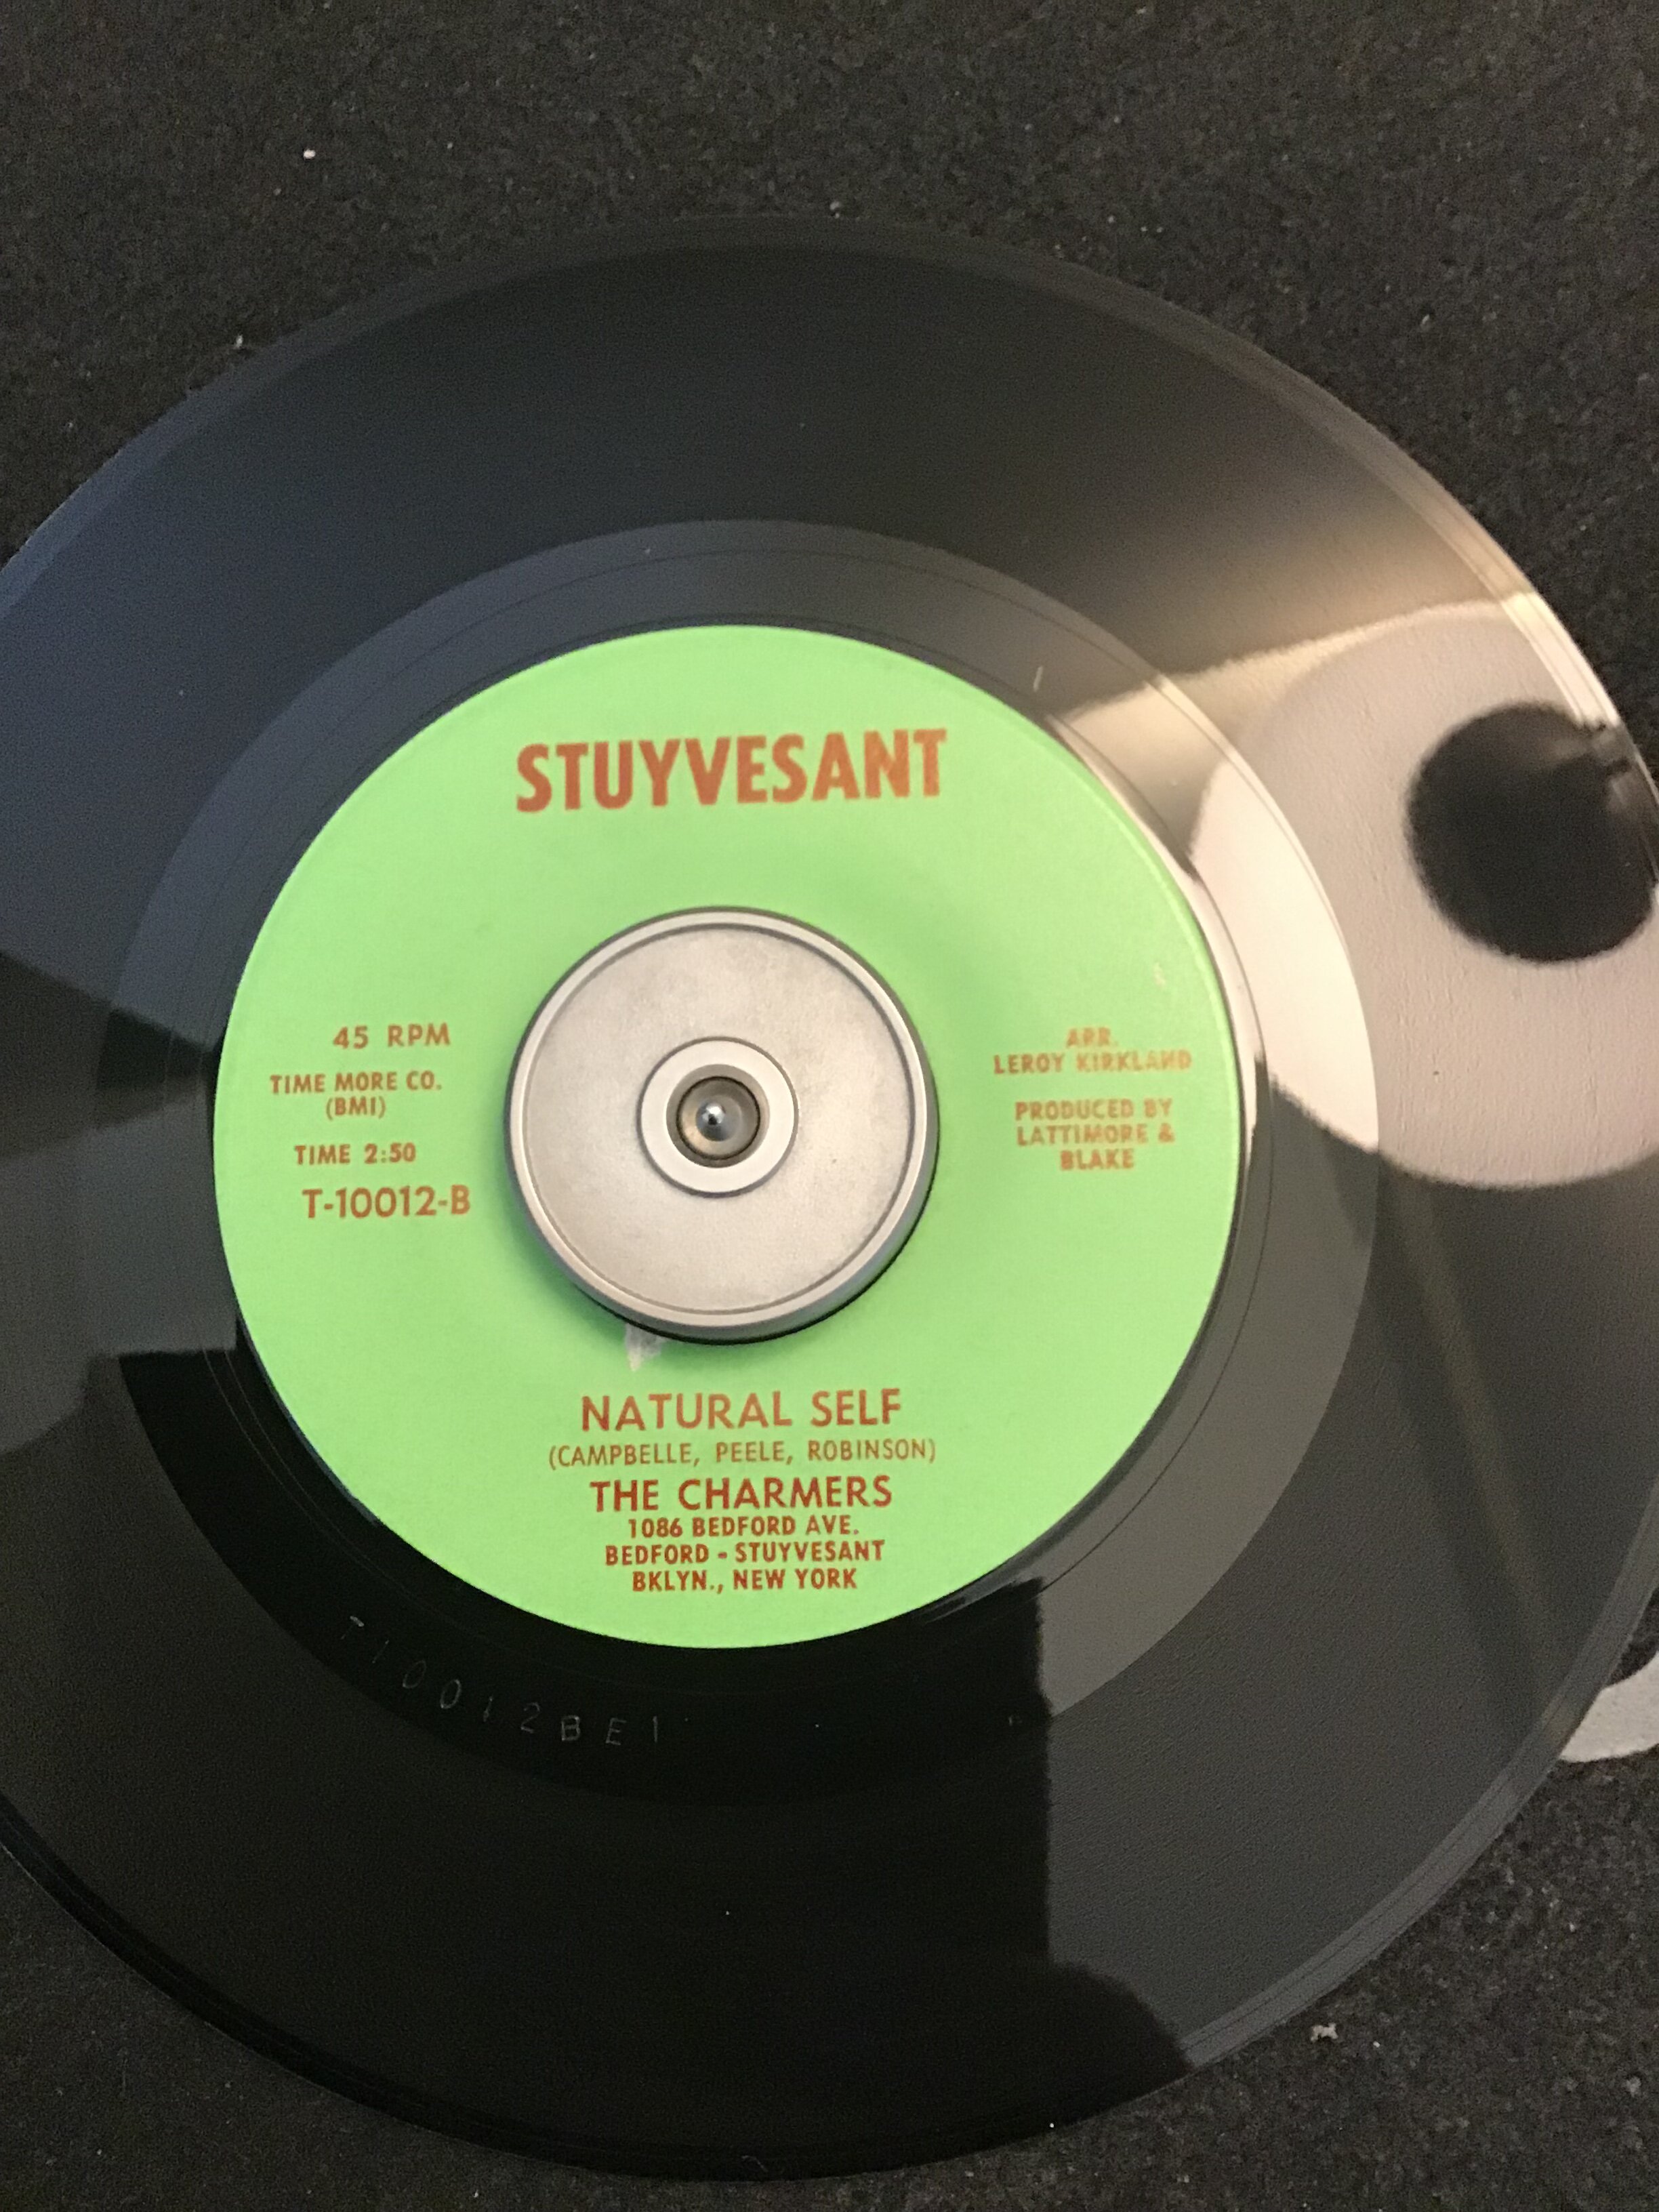 STUYVESANT
45 RPM
TIME MORE CO.
(BMI)
TIME 2:50
T-10012-B
ARR.
LEROY KIRKLAND
PRODUCED BY
LATTIMORE &
BLAKE
NATURAL SELF
(CAMPBELLE, PEELE, ROBINSON)
THE CHARMERS
1086 BEDFORD AVE.
BEDFORD - STUYVESANT
BKLYN., NEW YORK
T10012BE1